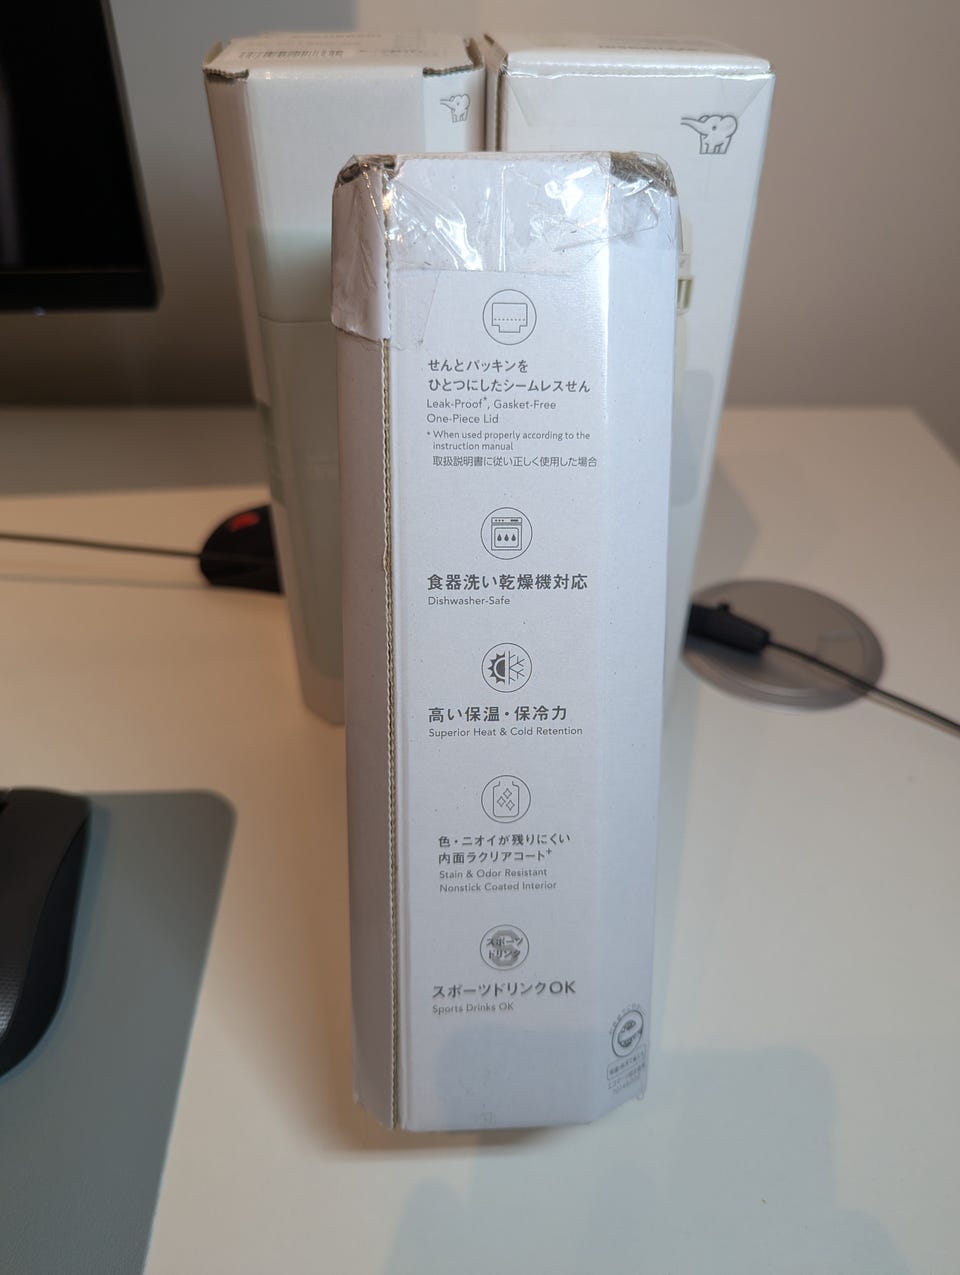 せんとパッキンを
ひとつにしたシームレスせん
Leak-Proof*, Gasket-Free
One-Piece Lid
* When used properly according to the
instruction manual
取扱説明書に従い正しく使用した場合
食器洗い乾燥機対応
Dishwasher-Safe
高い保温・保冷力
Superior Heat & Cold Retention
色・ニオイが残りにくい
内面ラクリアコート+
Stain & Odor Resistant
Nonstick Coated Interior
スポーツ
ドリンク
スポーツドリンクOK
Sports Drinks OK